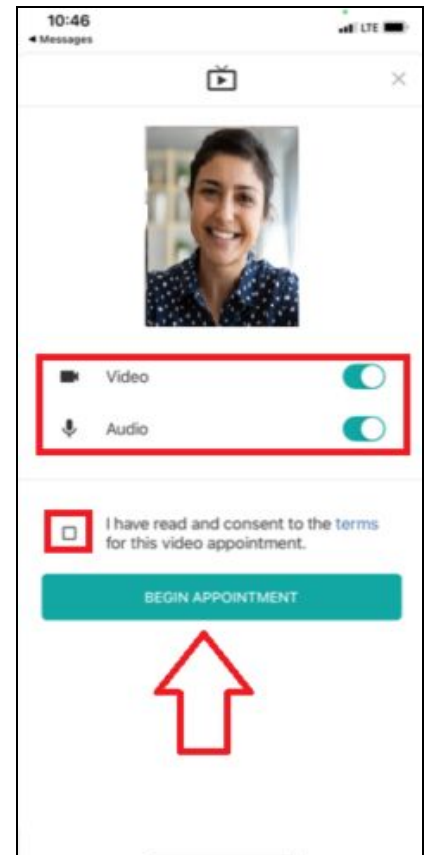 10:46
LTE
◄ Messages
Video
Audio
I have read and consent to the terms
for this video appointment.
BEGIN APPOINTMENT